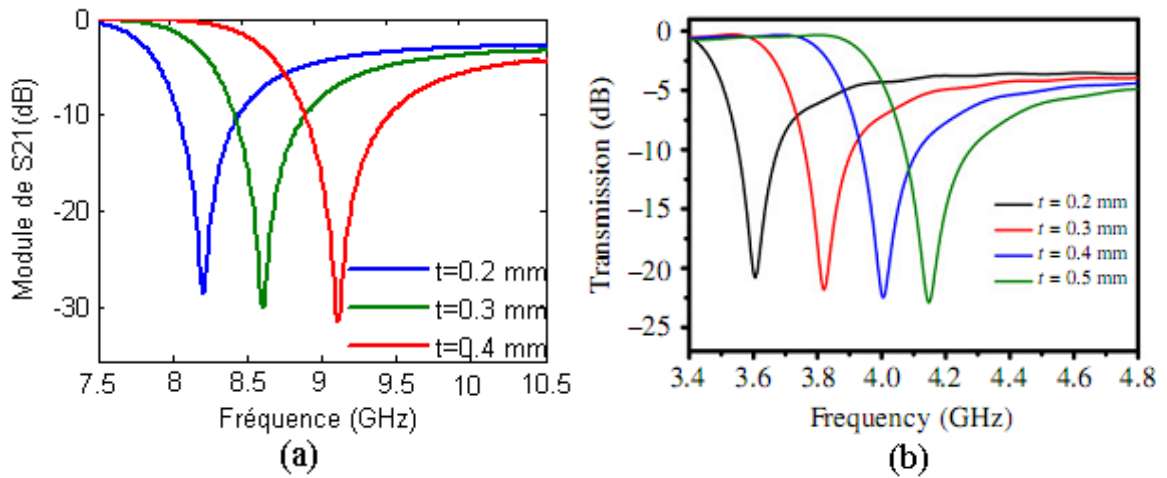 0
-10
-20
-30
Module de S21(dB)
7.5 8 8.5 9 9.5 10 10.5
Fréquence (GHz)
t=0.2 mm
t=0.3 mm
t=0.4 mm
(a)
0
−5
−10
−15
−20
−25
Transmission (dB)
3.4 3.6 3.8 4.0 4.2 4.4 4.6 4.8
Frequency (GHz)
t = 0.2 mm
t = 0.3 mm
t = 0.4 mm
t = 0.5 mm
(b)